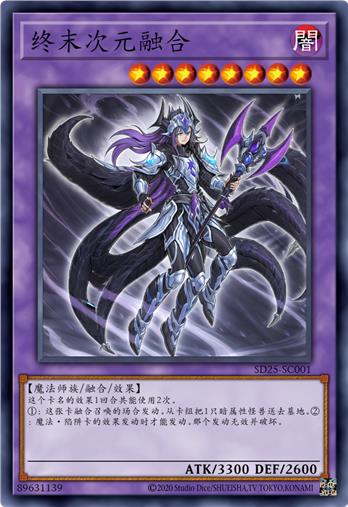 终末次元融合
闇
SD25-SC001
【魔法师族/融合/效果】
这个卡名的效果1回合共能使用2次。
①:这张卡融合召唤的场合发动。从卡组把1只暗属性怪兽送去墓地。②
:魔法·陷阱卡的效果发动时才能发动。那个发动无效并破坏。
ATK/3300 DEF/2600
89631139
©2020 Studio Dice/SHUEISHA,TV TOKYO,KONAMI